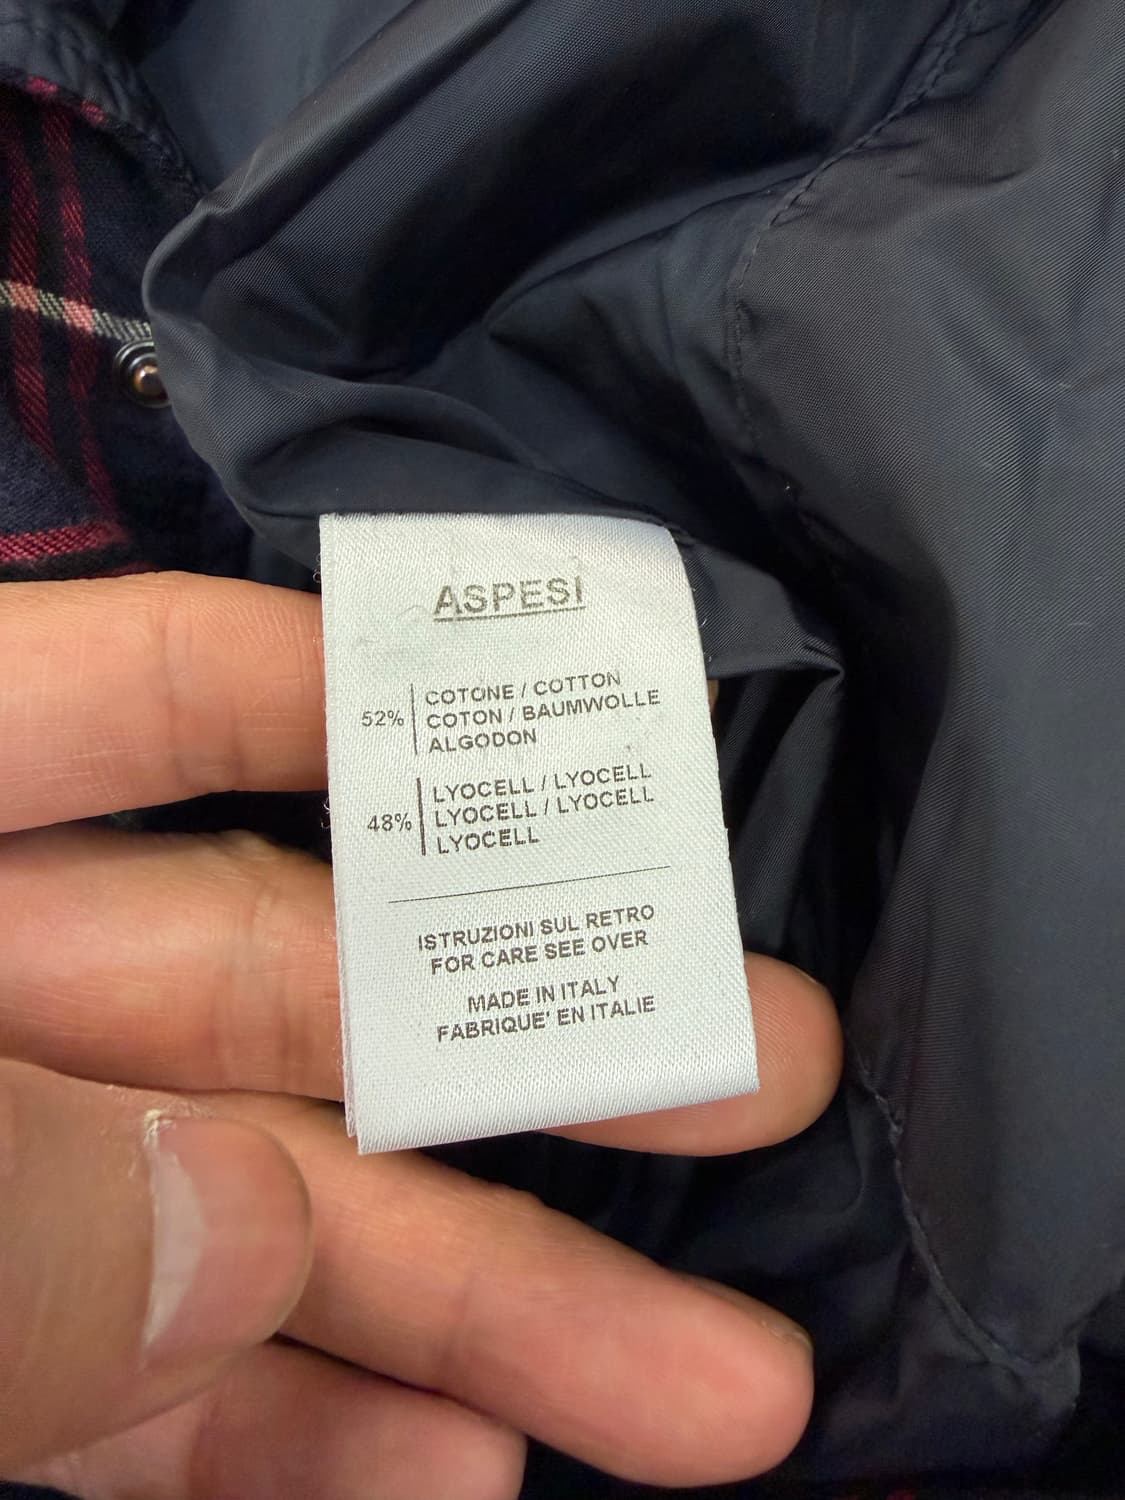 ASPESI
52%
COTONE / COTTON
COTON / BAUMWOLLE
ALGODON
48%
LYOCELL / LYOCELL
LYOCELL / LYOCELL
LYOCELL
ISTRUZIONI SUL RETRO
FOR CARE SEE OVER
MADE IN ITALY
FABRIQUE' EN ITALIE